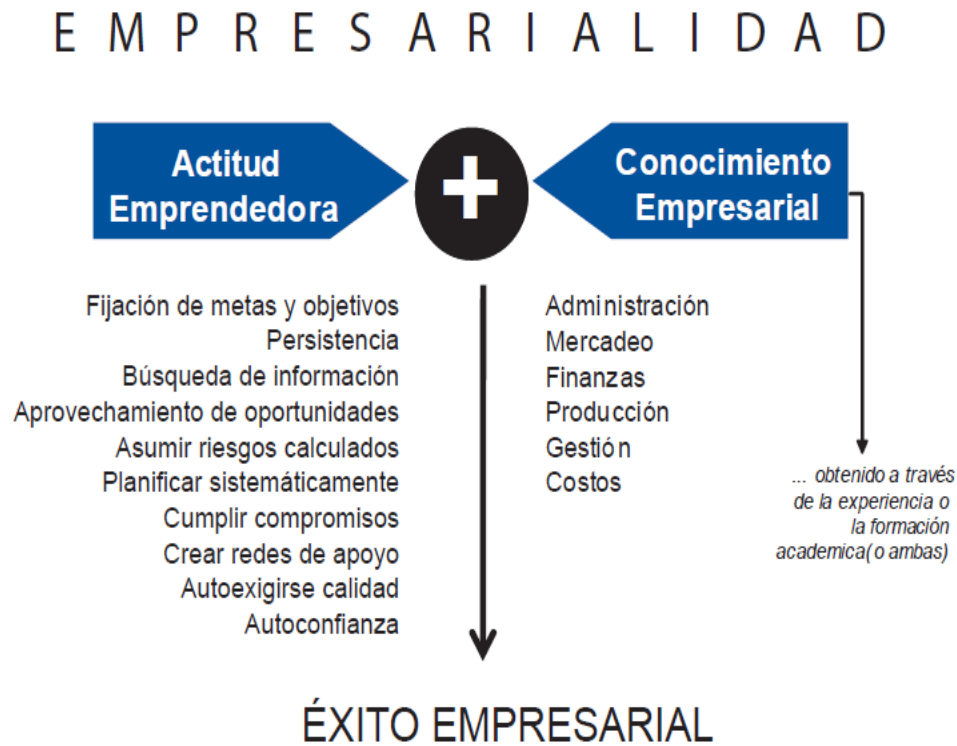 EMPRESARIALIDAD
Actitud
Emprendedora
+
Conocimiento
Empresarial
Fijación de metas y objetivos
Persistencia
Búsqueda de información
Aprovechamiento de oportunidades
Asumir riesgos calculados
Planificar sistemáticamente
Cumplir compromisos
Crear redes de apoyo
Autoexigirse calidad
Autoconfianza
Administración
Mercadeo
Finanzas
Producción
Gestión
Costos
... obtenido a través
de la experiencia o
la formación
academica( o ambas)
ÉXITO EMPRESARIAL